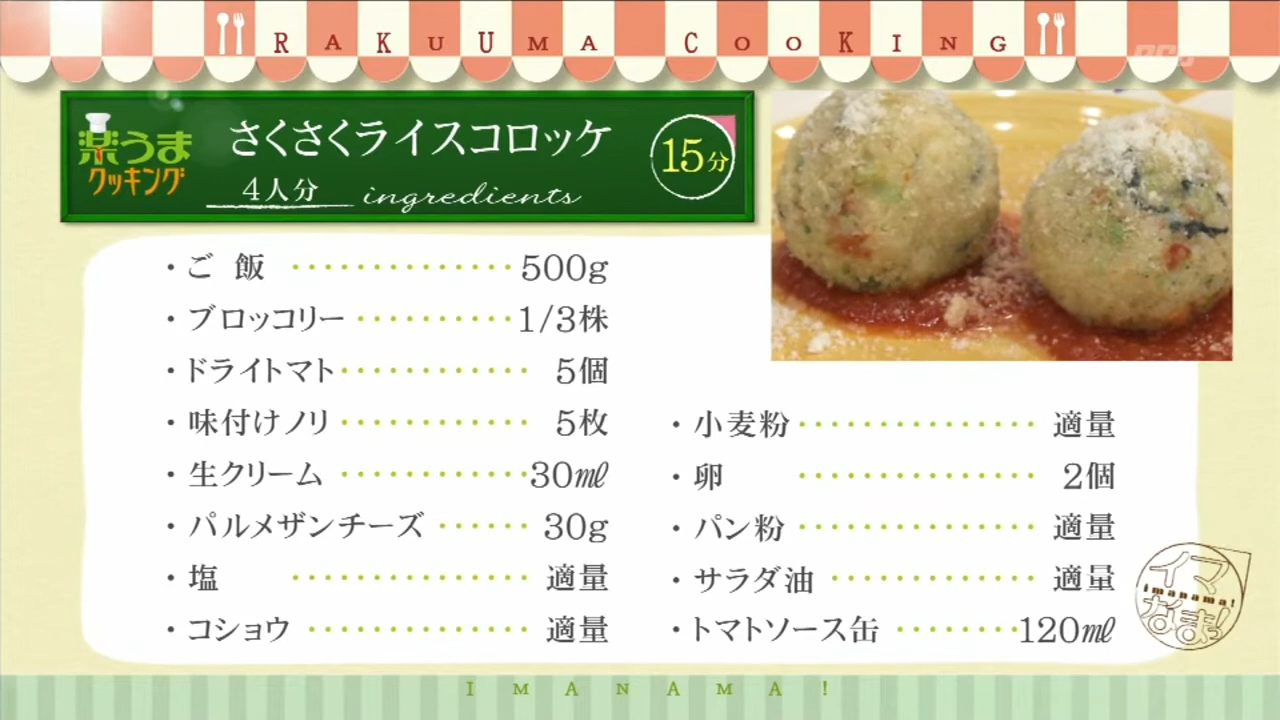 RAKUUMA COOKING
RCC
楽うま
クッキング
さくさくライスコロッケ
4人分 ingredients
15分
・ご飯 500g
・ブロッコリー 1/3株
・ドライトマト 5個
・味付けノリ 5枚
・生クリーム 30㎖
・パルメザンチーズ 30g
・塩 適量
・コショウ 適量
・小麦粉 適量
・卵 2個
・パン粉 適量
・サラダ油 適量
・トマトソース缶 120㎖
イマ
imanama!
なまっ!
IMANAMA!